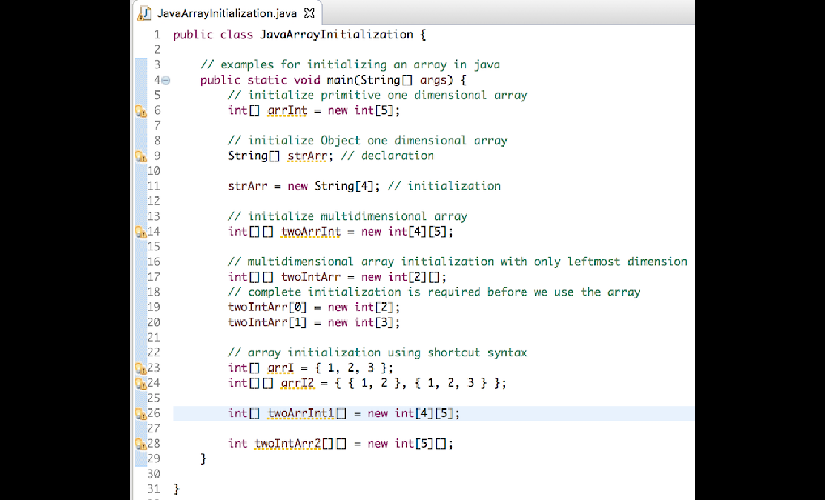 JavaArrayInitialization.java
1 public class JavaArrayInitialization {
2
3 // examples for initializing an array in java
4 public static void main(String[] args) {
5 // initialize primitive one dimensional array
6 int[] arrInt = new int[5];
7
8 // initialize Object one dimensional array
9 String[] strArr; // declaration
10
11 strArr = new String[4]; // initialization
12
13 // initialize multidimensional array
14 int[][] twoArrInt = new int[4][5];
15
16 // multidimensional array initialization with only leftmost dimension
17 int[][] twoIntArr = new int[2][];
18 // complete initialization is required before we use the array
19 twoIntArr[0] = new int[2];
20 twoIntArr[1] = new int[3];
21
22 // array initialization using shortcut syntax
23 int[] arrI = { 1, 2, 3 };
24 int[][] arrI2 = { { 1, 2 }, { 1, 2, 3 } };
25
26 int[] twoArrInt1[] = new int[4][5];
27
28 int twoIntArr2[][] = new int[5][];
29 }
30
31 }